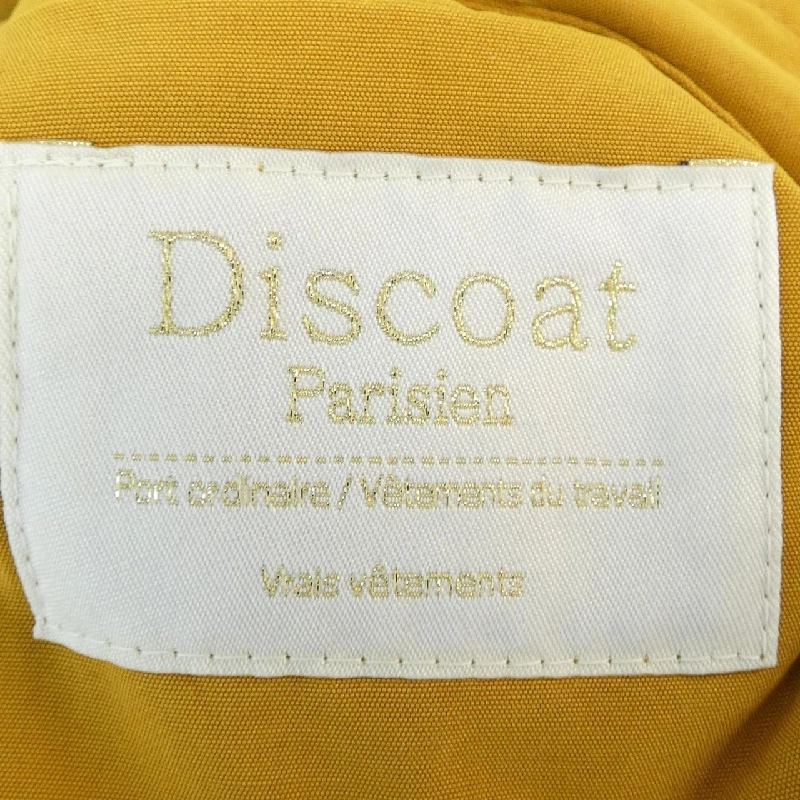 Discoat
Parisien
Port ordinaire / Vêtements du travail
Vrais vêtements